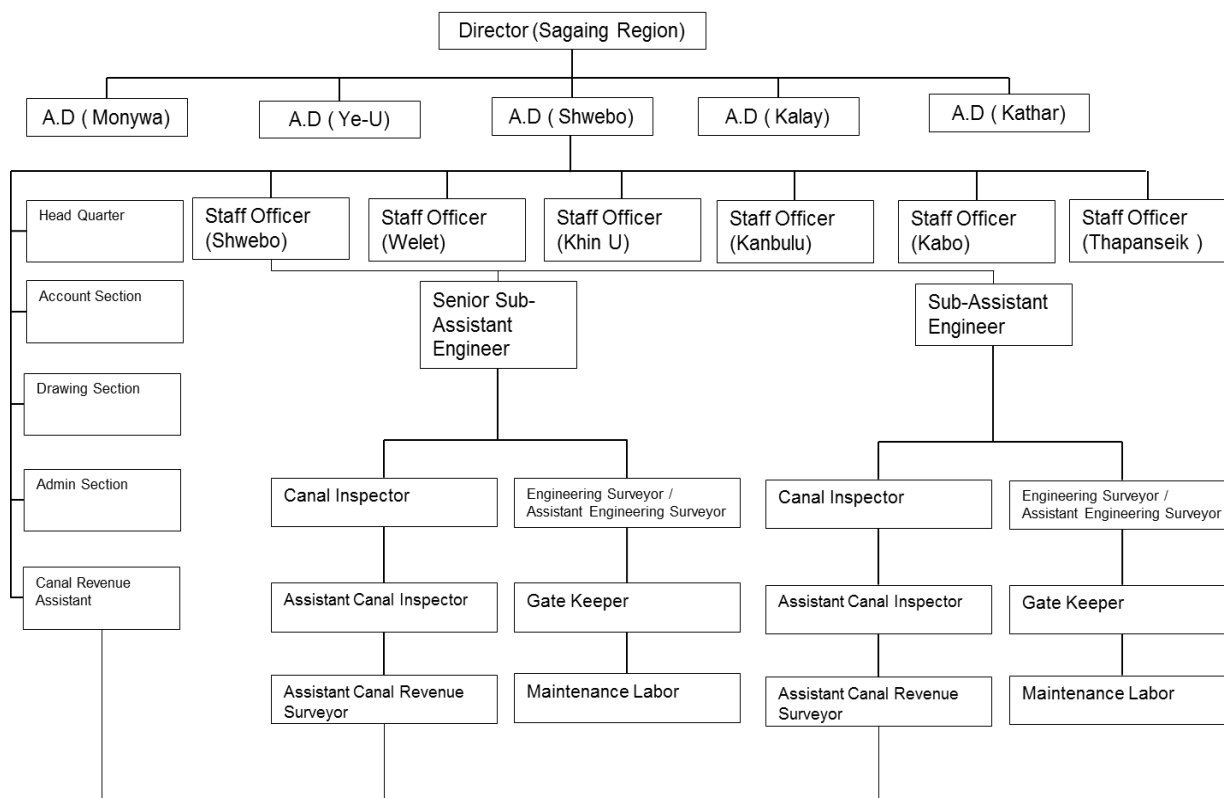 Director (Sagaing Region)
A.D ( Monywa)
A.D ( Ye-U)
A.D ( Shwebo)
A.D ( Kalay)
A.D ( Kathar)
Head Quarter
Staff Officer
(Shwebo)
Staff Officer
(Welet)
Staff Officer
(Khin U)
Staff Officer
(Kanbulu)
Staff Officer
(Kabo)
Staff Officer
(Thapanseik )
Account Section
Drawing Section
Admin Section
Canal Revenue
Assistant
Senior Sub-
Assistant
Engineer
Sub-Assistant
Engineer
Canal Inspector
Engineering Surveyor /
Assistant Engineering Surveyor
Canal Inspector
Engineering Surveyor /
Assistant Engineering Surveyor
Assistant Canal Inspector
Gate Keeper
Assistant Canal Inspector
Gate Keeper
Assistant Canal Revenue
Surveyor
Maintenance Labor
Assistant Canal Revenue
Surveyor
Maintenance Labor